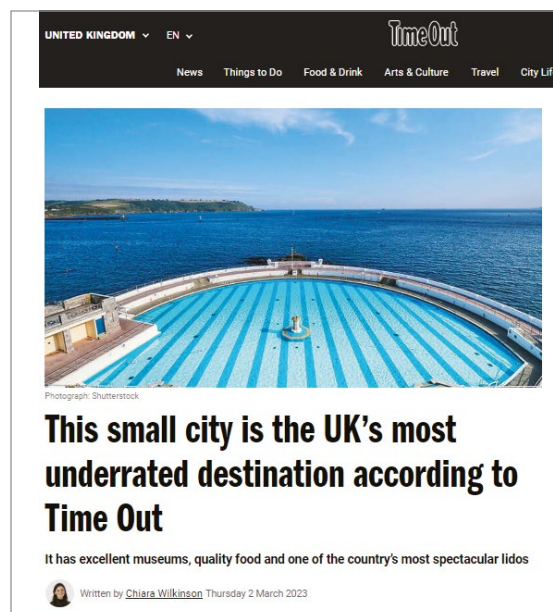 UNITED KINGDOM EN
TimeOut
News Things to Do Food & Drink Arts & Culture Travel City Lif
Photograph: Shutterstock
This small city is the UK's most
underrated destination according to
Time Out
It has excellent museums, quality food and one of the country's most spectacular lidos
Written by Chiara Wilkinson Thursday 2 March 2023